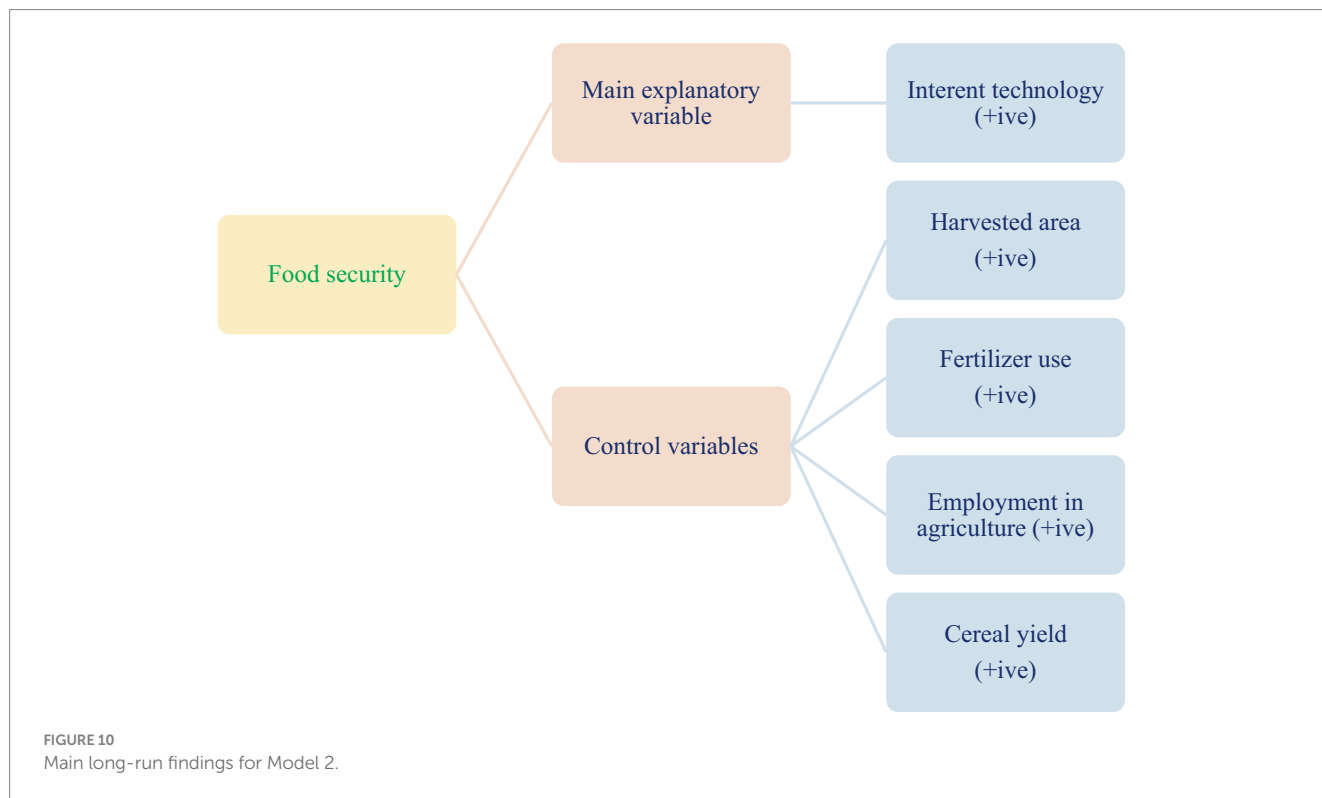 Main explanatory
variable
Interent technology
(+ive)
Harvested area
(+ive)
Food security
Fertilizer use
(+ive)
Control variables
Employment in
agriculture (+ive)
Cereal yield
(+ive)
FIGURE 10
Main long-run findings for Model 2.